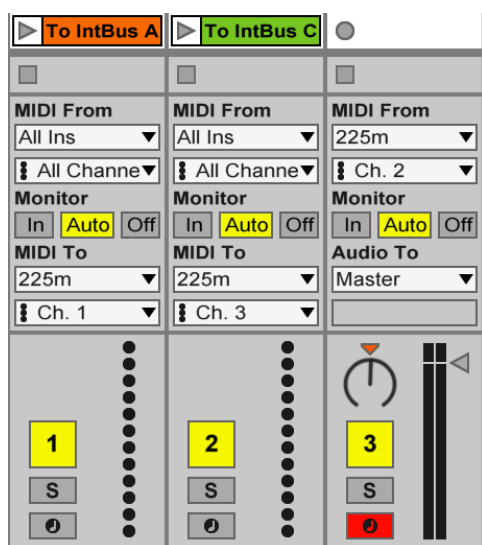 To IntBus A To IntBus C
MIDI From MIDI From MIDI From
All Ins All Ins 225m
All Channe All Channe Ch. 2
Monitor Monitor Monitor
In Auto Off In Auto Off In Auto Off
MIDI To MIDI To Audio To
225m 225m Master
Ch. 1 Ch. 3
1 2 3
S S S